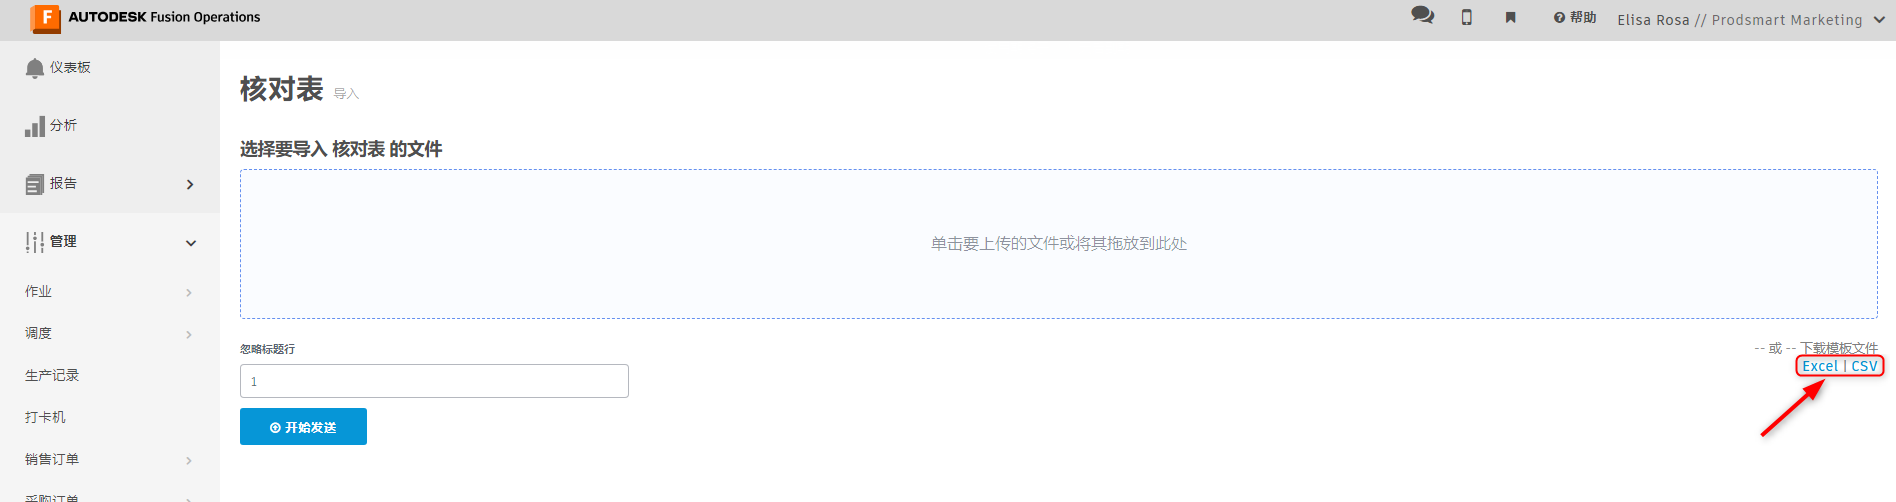 AUTODESK Fusion Operations
帮助
Elisa Rosa // Prodsmart Marketing
仪表板
分析
报告
管理
作业
调度
生产记录
打卡机
销售订单
采购订单
核对表 导入
选择要导入 核对表 的文件
单击要上传的文件或将其拖放到此处
忽略标题行
1
开始发送
-- 或 -- 下载模板文件
Excel | CSV